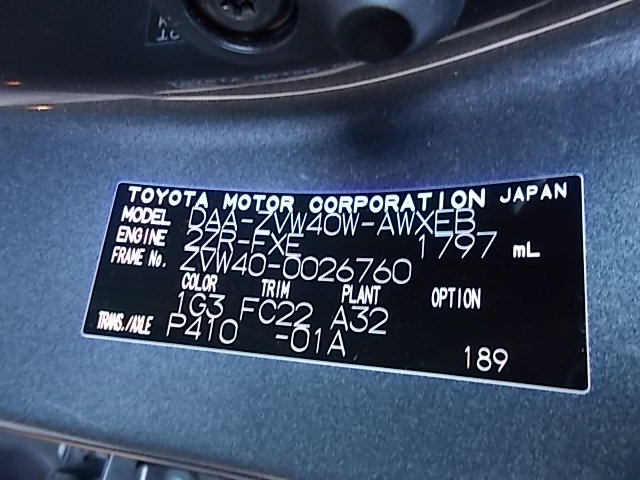 TOYOTA MOTOR CORPORATION JAPAN
MODEL DAA-ZVW40W-AWXEB
ENGINE 2ZR-FXE 1797 mL
FRAME No. ZVW40-0026760
COLOR TRIM PLANT OPTION
1G3 FC22 A32
TRANS./AXLE P410 -01A 189